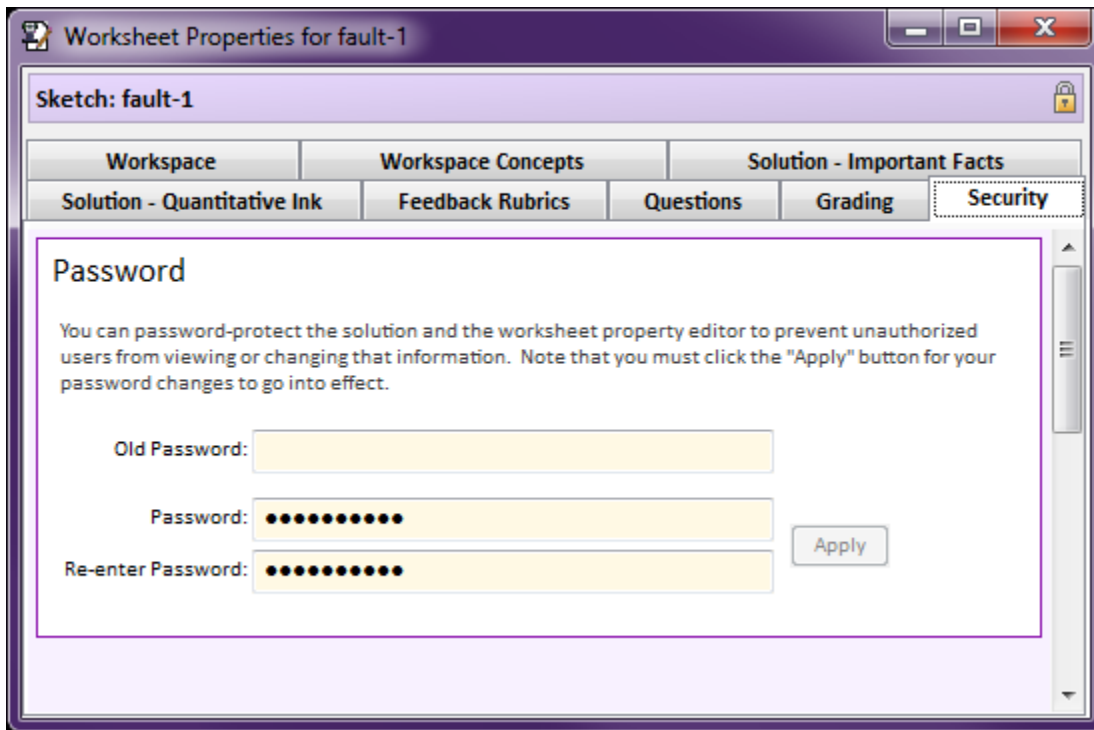 Worksheet Properties for fault-1
Sketch: fault-1
Workspace Workspace Concepts Solution - Important Facts
Solution - Quantitative Ink Feedback Rubrics Questions Grading Security
Password
You can password-protect the solution and the worksheet property editor to prevent unauthorized
users from viewing or changing that information.  Note that you must click the "Apply" button for your
password changes to go into effect.
Old Password:
Password: ●●●●●●●●●●
Apply
Re-enter Password: ●●●●●●●●●●